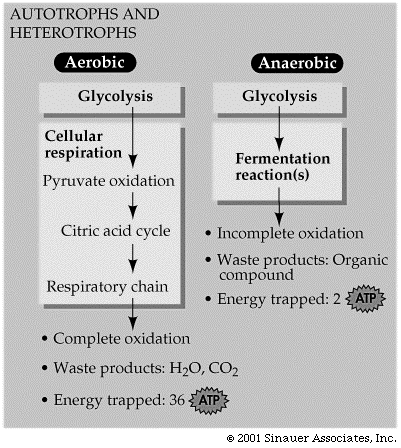 AUTOTROPHS AND
HETEROTROPHS
Aerobic
Glycolysis
Cellular
respiration
Pyruvate oxidation
Citric acid cycle
Respiratory chain
• Complete oxidation
• Waste products: H₂O, CO₂
• Energy trapped: 36 ATP
Anaerobic
Glycolysis
Fermentation
reaction(s)
• Incomplete oxidation
• Waste products: Organic
compound
• Energy trapped: 2 ATP
© 2001 Sinauer Associates, Inc.